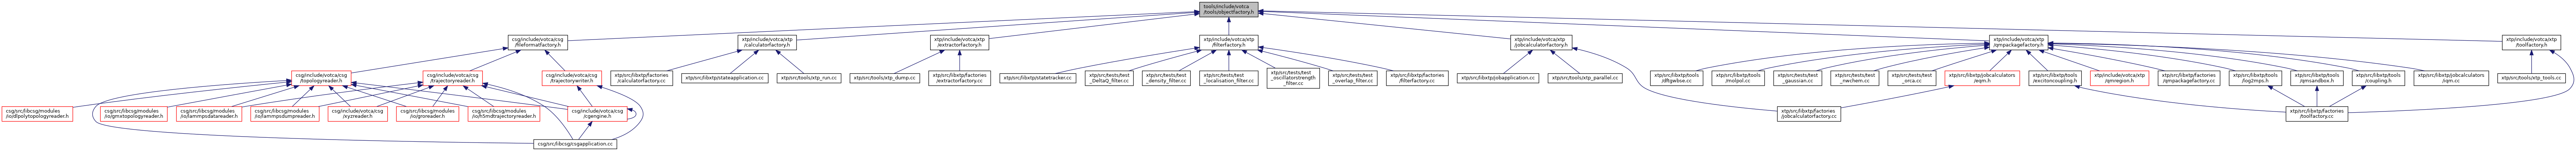 tools/include/votca
/tools/objectfactory.h
csg/include/votca/csg
/fileformatfactory.h
xtp/include/votca/xtp
/calculatorfactory.h
xtp/include/votca/xtp
/extractorfactory.h
xtp/include/votca/xtp
/filterfactory.h
xtp/include/votca/xtp
/jobcalculatorfactory.h
xtp/include/votca/xtp
/qmpackagefactory.h
xtp/include/votca/xtp
/toolfactory.h
csg/include/votca/csg
/topologyreader.h
csg/include/votca/csg
/trajectoryreader.h
csg/include/votca/csg
/trajectorywriter.h
xtp/src/libxtp/factories
/calculatorfactory.cc
xtp/src/libxtp/stateapplication.cc
xtp/src/tools/xtp_run.cc
xtp/src/tools/xtp_dump.cc
xtp/src/libxtp/factories
/extractorfactory.cc
xtp/src/libxtp/statetracker.cc
xtp/src/tests/test
_DeltaQ_filter.cc
xtp/src/tests/test
_density_filter.cc
xtp/src/tests/test
_localisation_filter.cc
xtp/src/tests/test
_oscillatorstrength
_filter.cc
xtp/src/tests/test
_overlap_filter.cc
xtp/src/libxtp/factories
/filterfactory.cc
xtp/src/libxtp/jobapplication.cc
xtp/src/tools/xtp_parallel.cc
xtp/src/libxtp/tools
/dftgwbse.cc
xtp/src/libxtp/tools
/molpol.cc
xtp/src/tests/test
_gaussian.cc
xtp/src/tests/test
_nwchem.cc
xtp/src/tests/test
_orca.cc
xtp/src/libxtp/jobcalculators
/eqm.h
xtp/src/libxtp/tools
/excitoncoupling.h
xtp/include/votca/xtp
/qmregion.h
xtp/src/libxtp/factories
/qmpackagefactory.cc
xtp/src/libxtp/tools
/log2mps.h
xtp/src/libxtp/tools
/qmsandbox.h
xtp/src/libxtp/tools
/coupling.h
xtp/src/libxtp/jobcalculators
/iqm.cc
xtp/src/tools/xtp_tools.cc
csg/src/libcsg/modules
/io/dlpolytopologyreader.h
csg/src/libcsg/modules
/io/gmxtopologyreader.h
csg/src/libcsg/modules
/io/lammpsdatareader.h
csg/src/libcsg/modules
/io/lammpsdumpreader.h
csg/include/votca/csg
/xyzreader.h
csg/src/libcsg/modules
/io/groreader.h
csg/src/libcsg/modules
/io/h5mdtrajectoryreader.h
csg/include/votca/csg
/cgengine.h
xtp/src/libxtp/factories
/jobcalculatorfactory.cc
xtp/src/libxtp/factories
/toolfactory.cc
csg/src/libcsg/csgapplication.cc